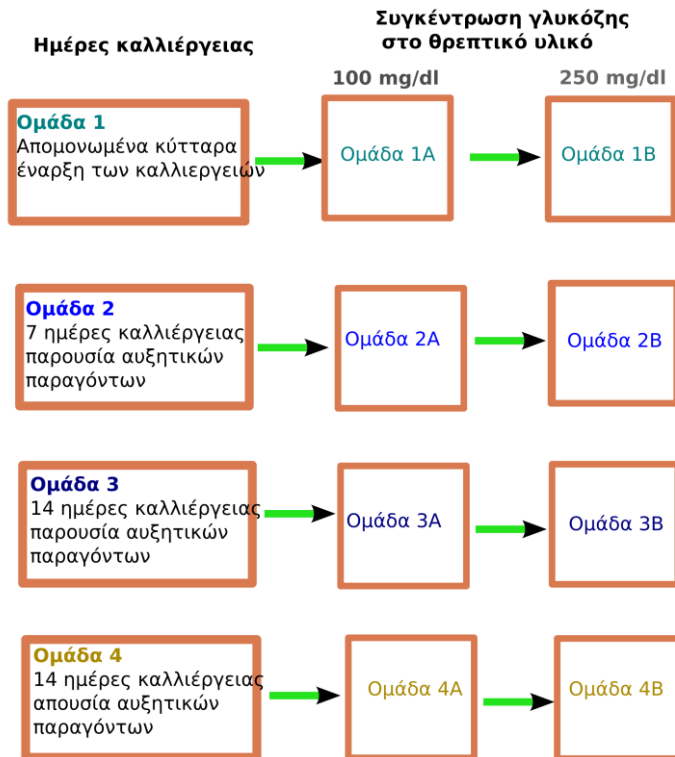 Ημέρες καλλιέργειας
Συγκέντρωση γλυκόζης
στο θρεπτικό υλικό
100 mg/dl
250 mg/dl
Ομάδα 1
Απομονωμένα κύτταρα
έναρξη των καλλιεργειών
Ομάδα 1Α
Ομάδα 1Β
Ομάδα 2
7 ημέρες καλλιέργειας
παρουσία αυξητικών
παραγόντων
Ομάδα 2Α
Ομάδα 2Β
Ομάδα 3
14 ημέρες καλλιέργειας
παρουσία αυξητικών
παραγόντων
Ομάδα 3Α
Ομάδα 3Β
Ομάδα 4
14 ημέρες καλλιέργειας
απουσία αυξητικών
παραγόντων
Ομάδα 4Α
Ομάδα 4Β